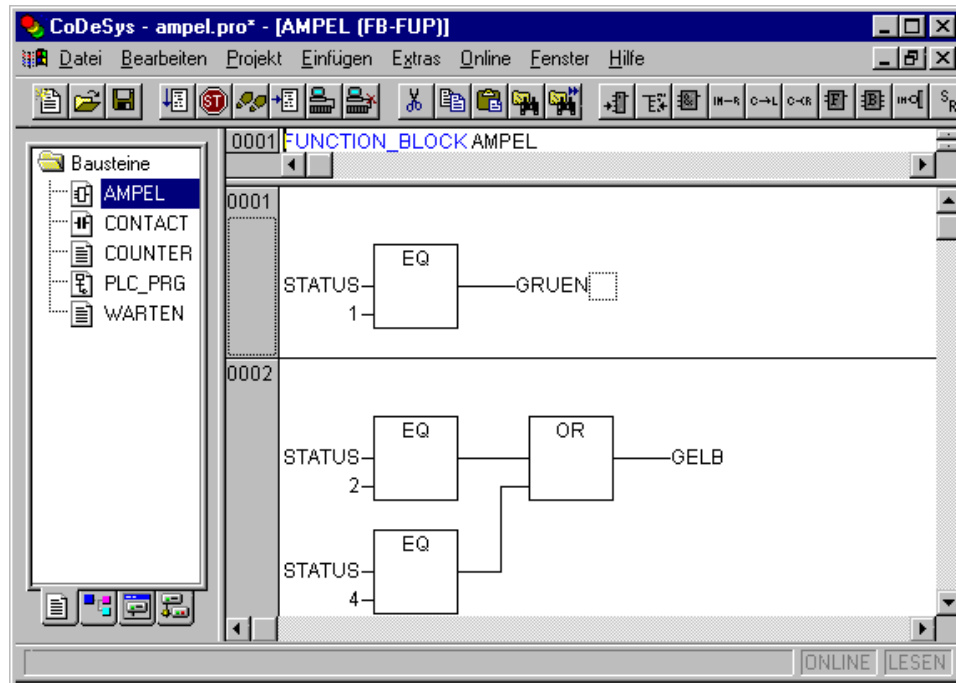 CoDeSys - ampel.pro* - [AMPEL (FB-FUP)]
Datei Bearbeiten Projekt Einfügen Extras Online Fenster Hilfe
Bausteine
AMPEL
CONTACT
COUNTER
PLC_PRG
WARTEN
0001 FUNCTION_BLOCK AMPEL
0001
EQ
STATUS
1
GRUEN
0002
EQ
STATUS
2
OR
GELB
EQ
STATUS
4
ONLINE LESEN